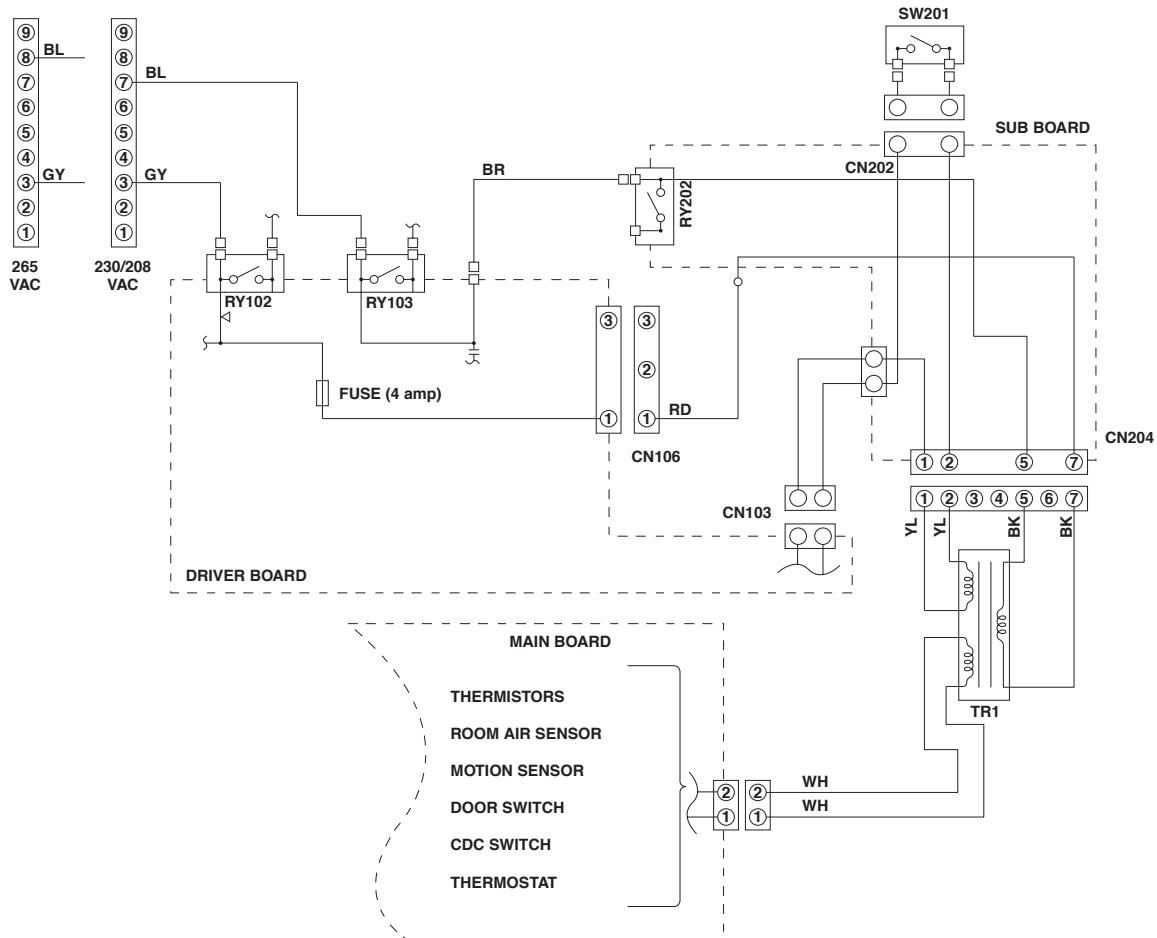 SW201
9
8
7
6
5
4
3
2
1
BL
GY
265
VAC
9
8
7
6
5
4
3
2
1
BL
GY
230/208
VAC
BR
RY202
SUB BOARD
CN202
RY102
RY103
FUSE (4 amp)
3
1
3
2
1
RD
CN106
CN103
DRIVER BOARD
1 2 5 7
CN204
1 2 3 4 5 6 7
YL
YL
BK
BK
TR1
MAIN BOARD
THERMISTORS
ROOM AIR SENSOR
MOTION SENSOR
DOOR SWITCH
CDC SWITCH
THERMOSTAT
2
1
2
1
WH
WH